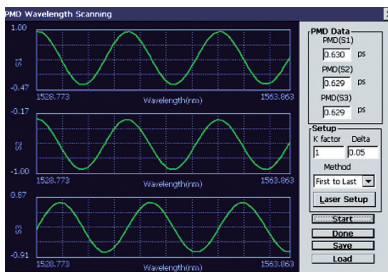 PMD Wavelength Scanning
1.00
S1
-0.47
1528.773
Wavelength(nm)
1563.863
-0.17
S2
-1.00
1528.773
Wavelength(nm)
1563.863
0.87
S3
-0.91
1528.773
Wavelength(nm)
1563.863
PMD Data
PMD(S1)
0.630 ps
PMD(S2)
0.629 ps
PMD(S3)
0.629 ps
Setup
K factor Delta
1 0.05
Method
First to Last
Laser Setup
Start
Done
Save
Load